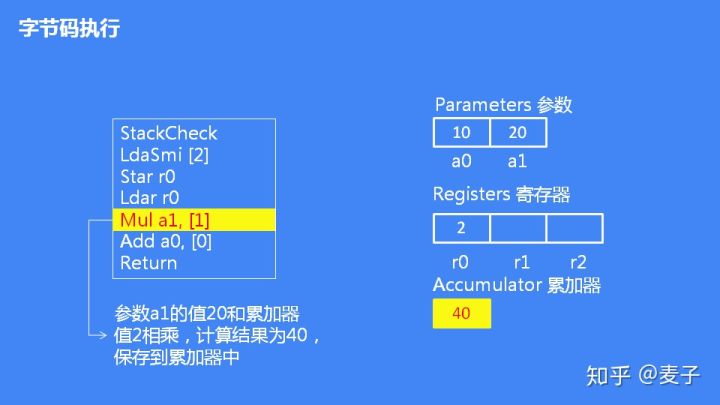 字节码执行
StackCheck
LdaSmi [2]
Star r0
Ldar r0
Mul a1, [1]
Add a0, [0]
Return
参数a1的值20和累加器
值2相乘，计算结果为40，
保存到累加器中
Parameters 参数
10 20
a0 a1
Registers 寄存器
2
r0 r1 r2
Accumulator 累加器
40
知乎 @麦子